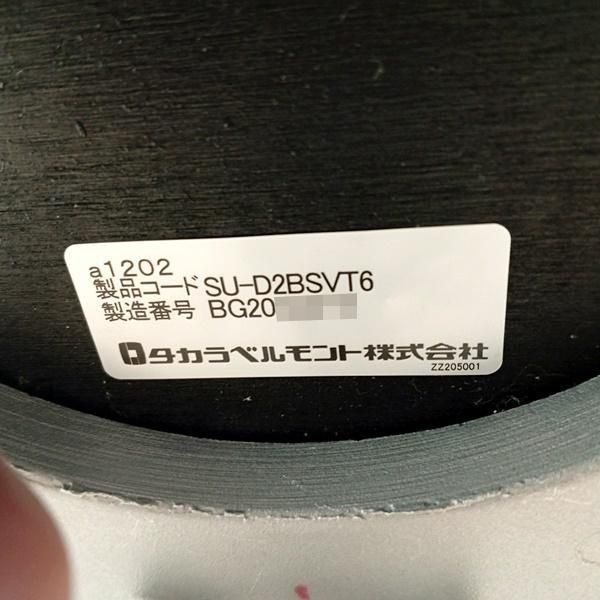 a1202
製品コード SU-D2BSVT6
製造番号 BG20
タカラベルモント株式会社
ZZ205001